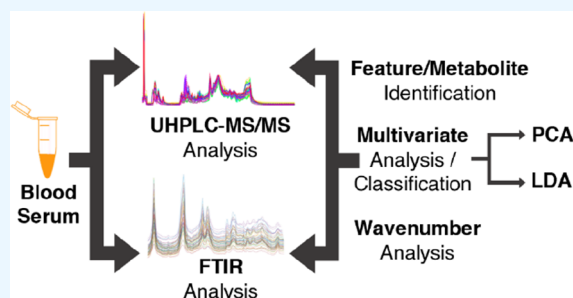 Blood
Serum
UHPLC-MS/MS
Analysis
FTIR
Analysis
Feature/Metabolite
Identification
Multivariate
Analysis /
Classification
PCA
LDA
Wavenumber
Analysis